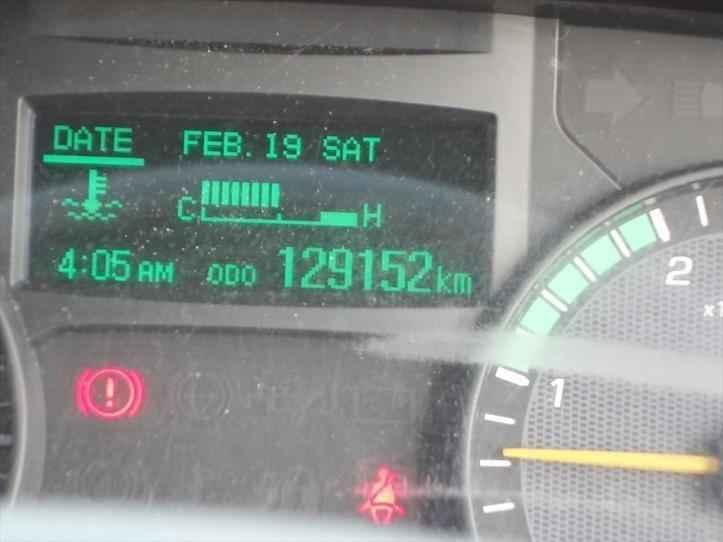 DATE FEB. 19 SAT
C H
4:05 AM ODO 129152 km
2
1